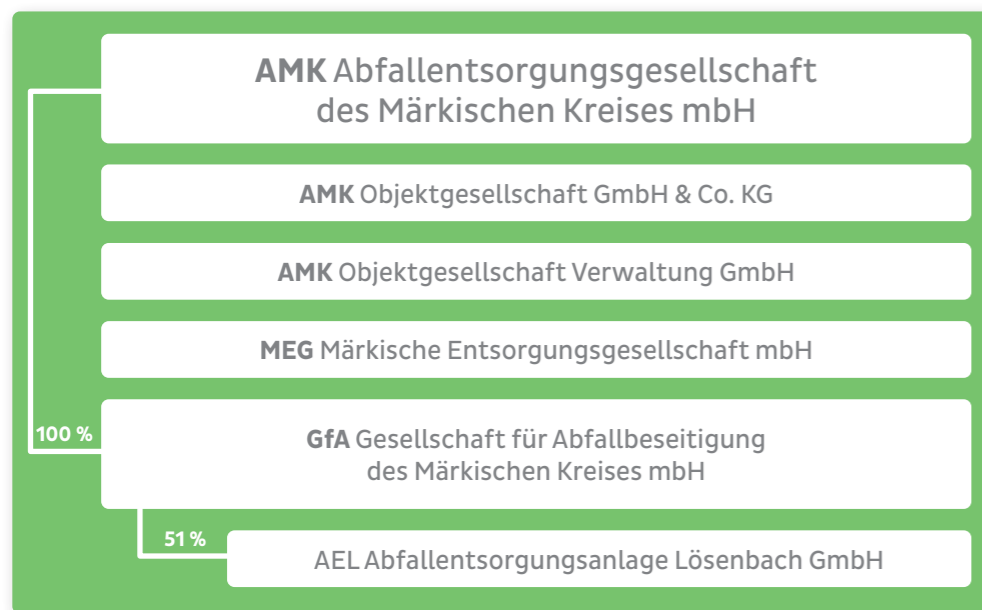 AMK Abfallentsorgungsgesellschaft
des Märkischen Kreises mbH
AMK Objektgesellschaft GmbH & Co. KG
AMK Objektgesellschaft Verwaltung GmbH
MEG Märkische Entsorgungsgesellschaft mbH
100 %
GfA Gesellschaft für Abfallbeseitigung
des Märkischen Kreises mbH
51 %
AEL Abfallentsorgungsanlage Lösenbach GmbH